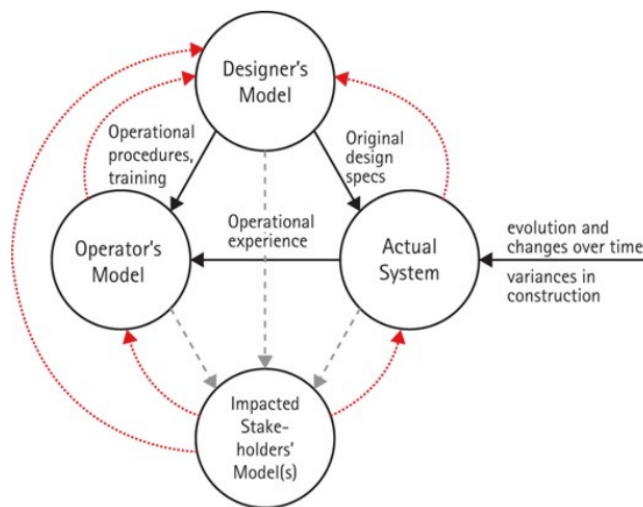 Designer's
Model
Operational
procedures,
training
Original
design
specs
Operator's
Model
Operational
experience
Actual
System
evolution and
changes over time
variances in
construction
Impacted
Stake-
holders'
Model(s)